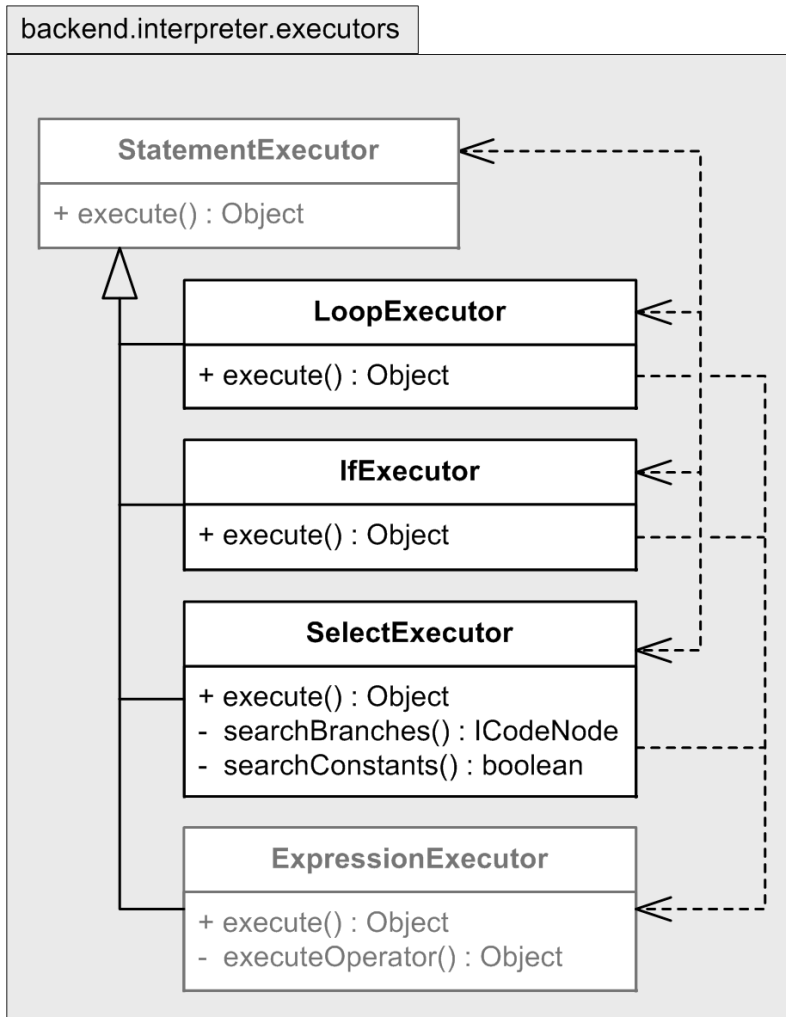 backend.interpreter.executors
StatementExecutor
+ execute() : Object
LoopExecutor
+ execute() : Object
IfExecutor
+ execute() : Object
SelectExecutor
+ execute() : Object
- searchBranches() : ICodeNode
- searchConstants() : boolean
ExpressionExecutor
+ execute() : Object
- executeOperator() : Object